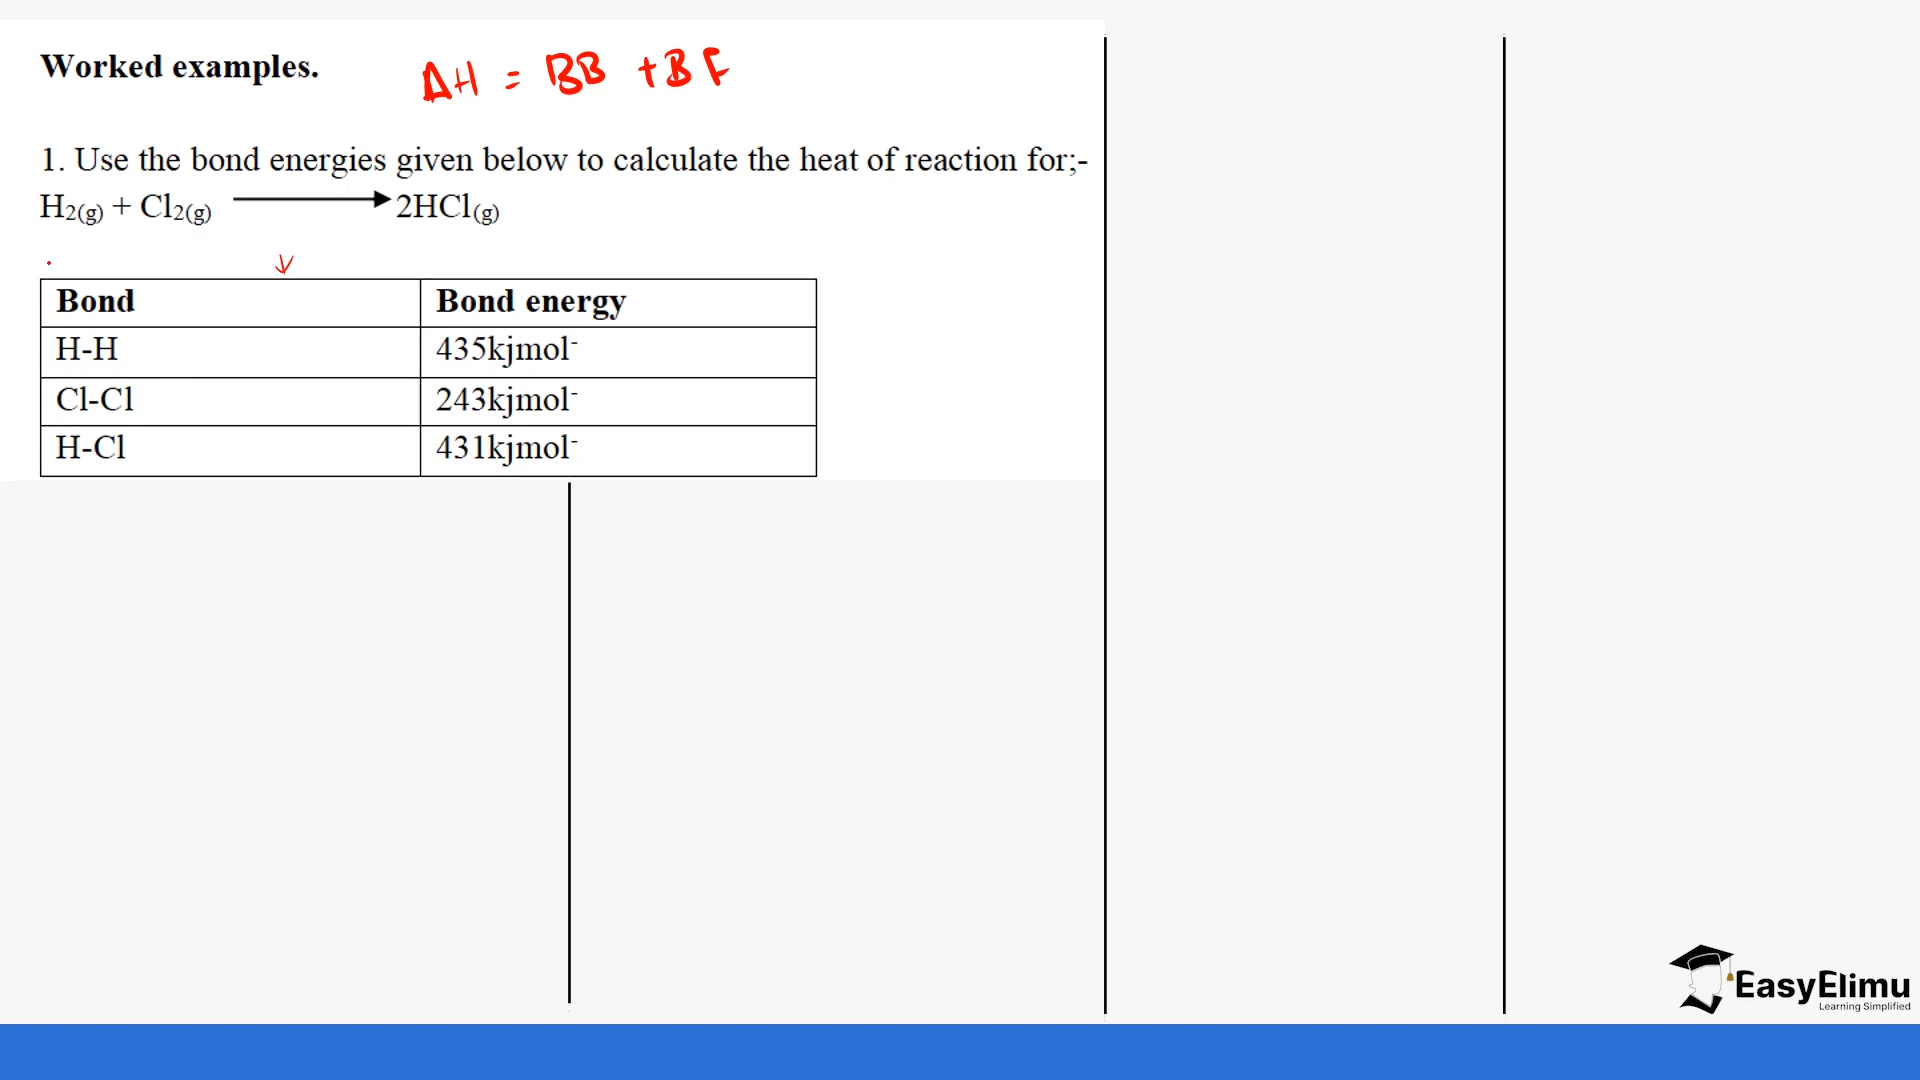 Worked examples.
ΔH = BB + BF
1. Use the bond energies given below to calculate the heat of reaction for;-
H2(g) + Cl2(g) ⟶ 2HCl(g)
Bond Bond energy
H-H 435kjmol-
Cl-Cl 243kjmol-
H-Cl 431kjmol-
EasyElimu
Learning Simplified